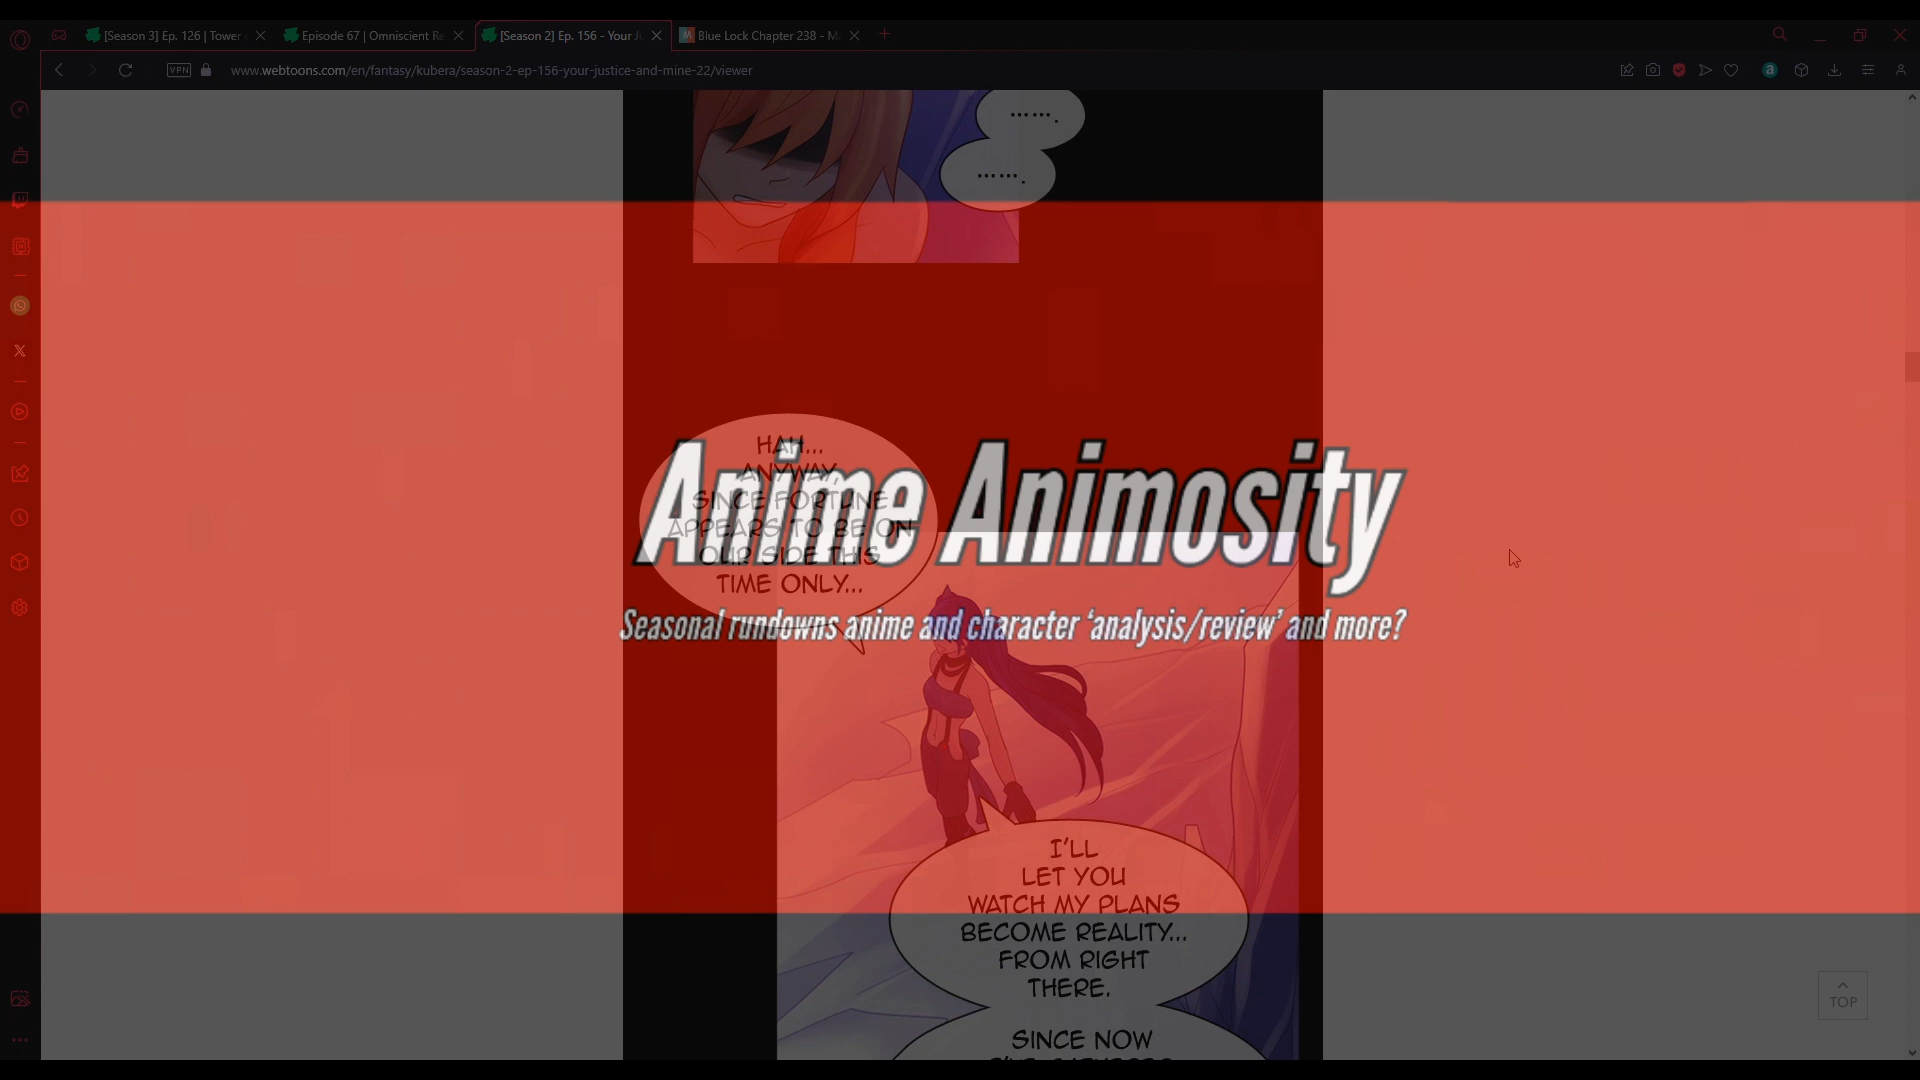 [Season 3] Ep. 126 | Tower
Episode 67 | Omniscient Re
[Season 2] Ep. 156 - Your Ju
Blue Lock Chapter 238 - M
VPN
www.webtoons.com/en/fantasy/kubera/season-2-ep-156-your-justice-and-mine-22/viewer
.......
.......
HAH...
ANYWAY,
SINCE FORTUNE
APPEARS TO BE ON
OUR SIDE THIS
TIME ONLY...
Anime Animosity
Seasonal rundowns anime and character ‘analysis/review’ and more?
I'LL
LET YOU
WATCH MY PLANS
BECOME REALITY...
FROM RIGHT
THERE.
SINCE NOW
TOP